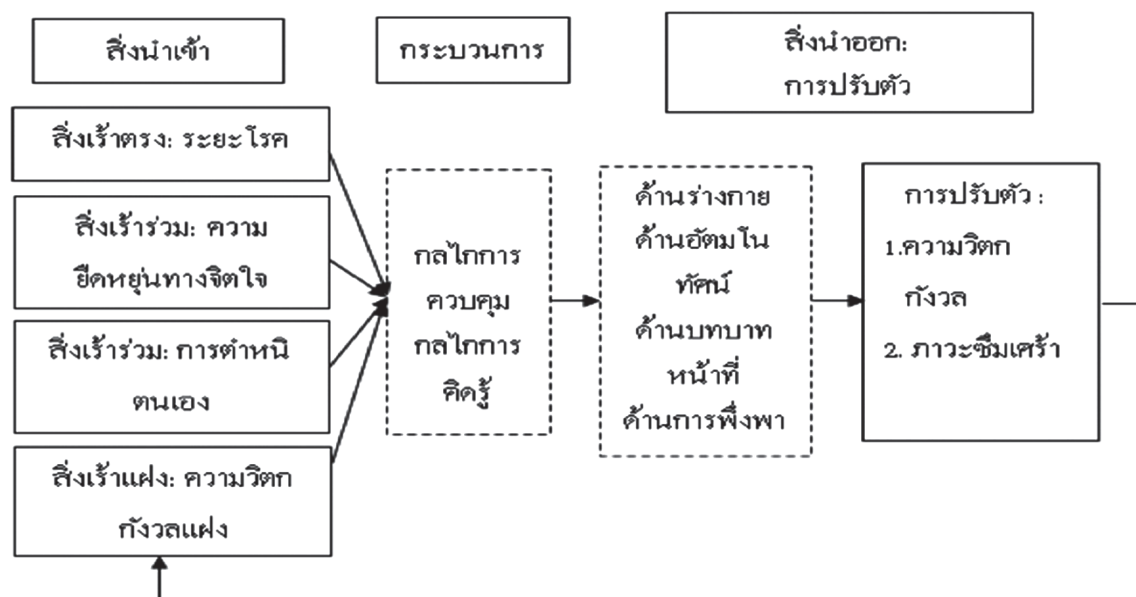 สิ่งนำเข้า
กระบวนการ
สิ่งนำออก:
การปรับตัว
สิ่งเร้าตรง: ระยะโรค
สิ่งเร้าร่วม: ความ
ยืดหยุ่นทางจิตใจ
สิ่งเร้าร่วม: การตำหนิ
ตนเอง
สิ่งเร้าแฝง: ความวิตก
กังวลแฝง
กลไกการ
ควบคุม
กลไกการ
คิดรู้
ด้านร่างกาย
ด้านอัตมโน
ทัศน์
ด้านบทบาท
หน้าที่
ด้านการพึ่งพา
การปรับตัว :
1.ความวิตก
กังวล
2. ภาวะซึมเศร้า